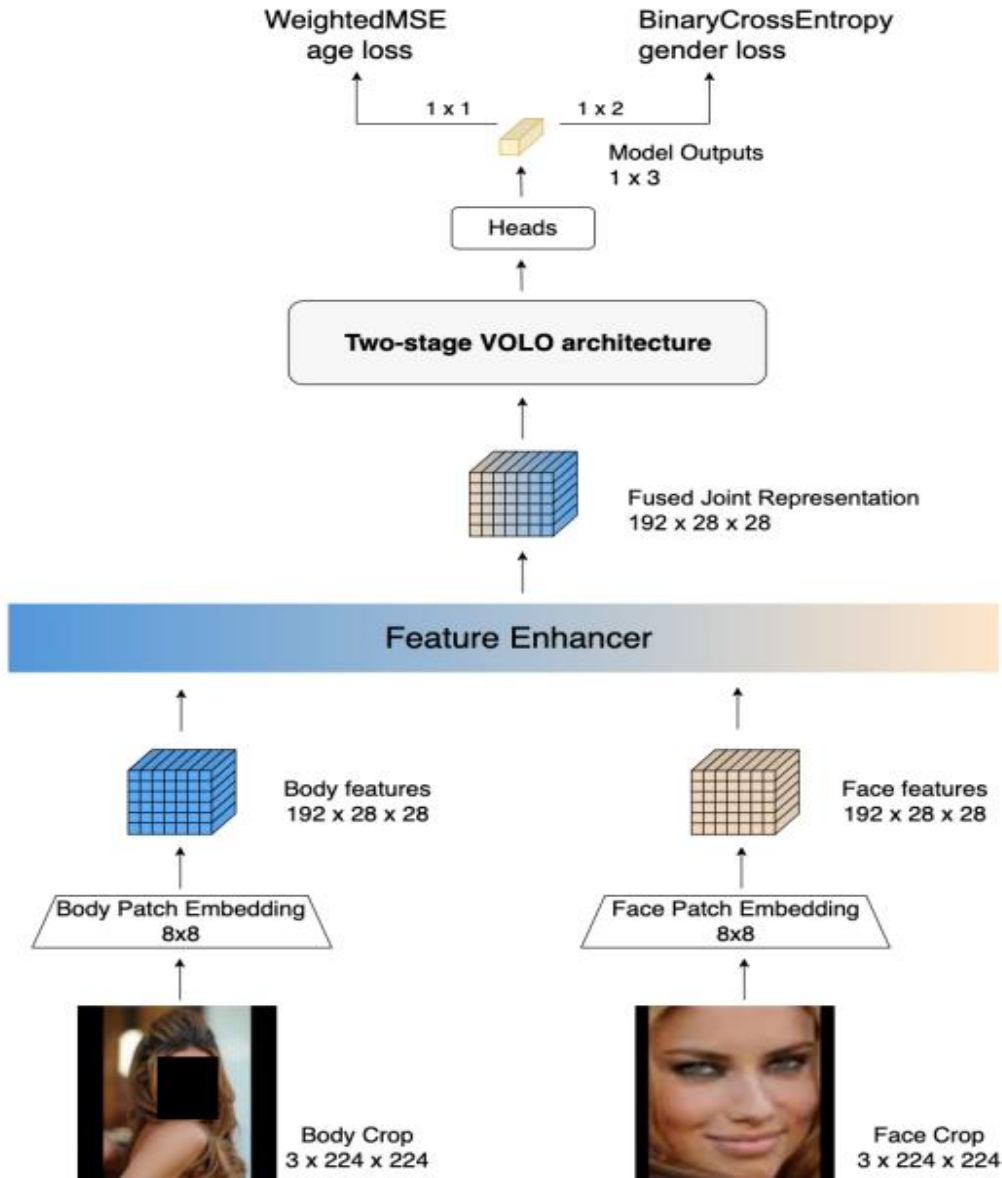 WeightedMSE
age loss
BinaryCrossEntropy
gender loss
1 x 1
1 x 2
Model Outputs
1 x 3
Heads
Two-stage VOLO architecture
Fused Joint Representation
192 x 28 x 28
Feature Enhancer
Body features
192 x 28 x 28
Face features
192 x 28 x 28
Body Patch Embedding
8x8
Face Patch Embedding
8x8
Body Crop
3 x 224 x 224
Face Crop
3 x 224 x 224